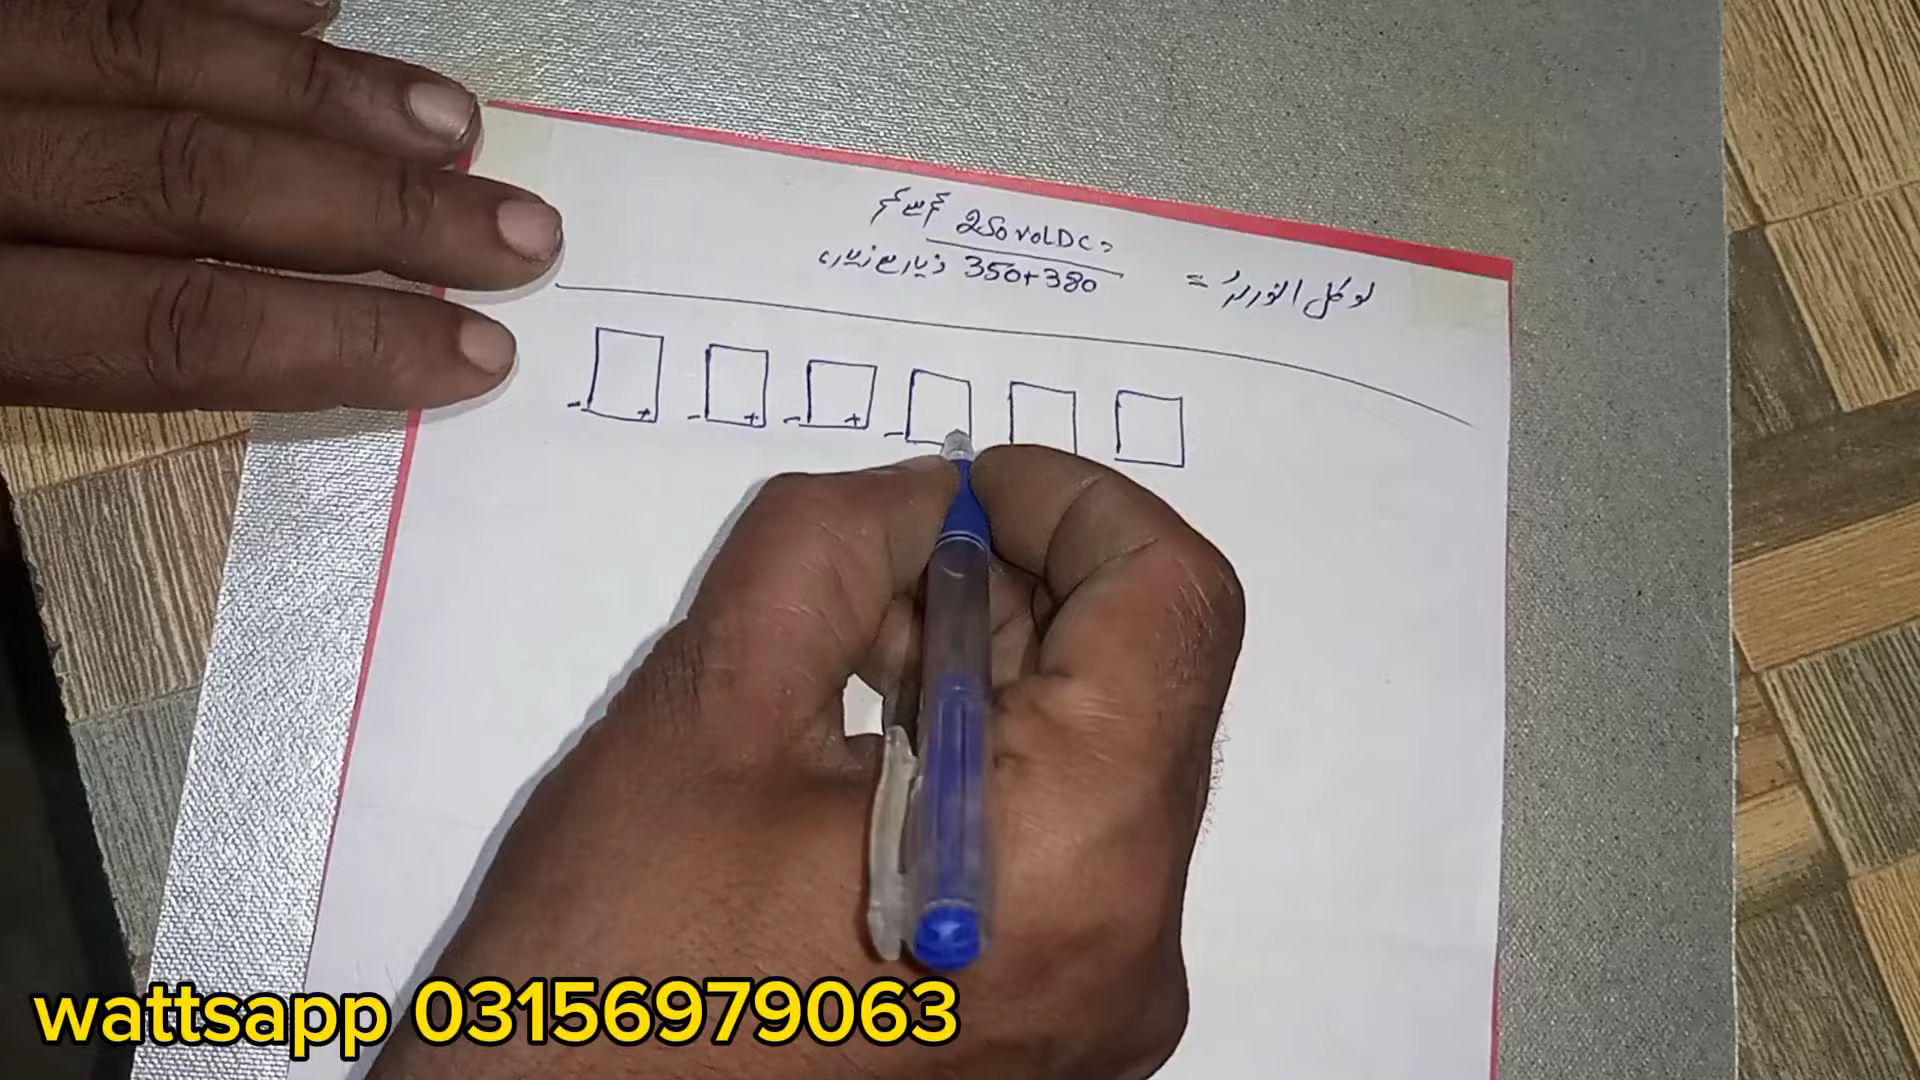 کم سے کم 250 volDC =
لوکل انورٹر = زیادہ سے زیادہ 350+380
- + - + - + -
wattsapp 03156979063